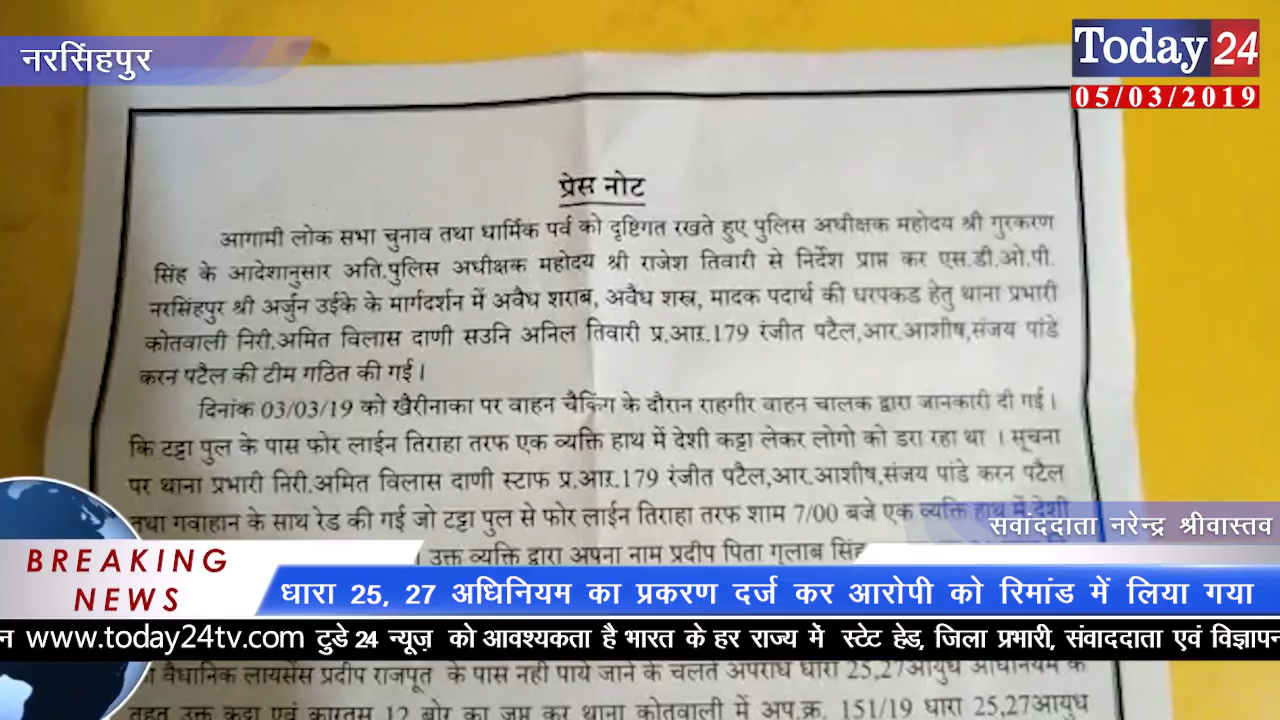 नरसिंहपुर
Today 24
05/03/2019
प्रेस नोट
आगामी लोक सभा चुनाव तथा धार्मिक पर्व को दृष्टिगत रखते हुए पुलिस अधीक्षक महोदय श्री गुरकरण
सिंह के आदेशानुसार अति.पुलिस अधीक्षक महोदय श्री राजेश तिवारी से निर्देश प्राप्त कर एस.डी.ओ.पी.
नरसिंहपुर श्री अर्जुन उईके के मार्गदर्शन में अवैध शराब, अवैध शस्त्र, मादक पदार्थ की धरपकड हेतु थाना प्रभारी
कोतवाली निरी.अमित विलास दाणी सउनि अनिल तिवारी प्र.आर.179 रंजीत पटैल,आर.आशीष,संजय पांडे
करन पटैल की टीम गठित की गई।
दिनांक 03/03/19 को खैरीनाका पर वाहन चैकिंग के दौरान राहगीर वाहन चालक द्वारा जानकारी दी गई।
कि टट्टा पुल के पास फोर लाईन तिराहा तरफ एक व्यक्ति हाथ में देशी कट्टा लेकर लोगो को डरा रहा था । सूचना
पर थाना प्रभारी निरी.अमित विलास दाणी स्टाफ प्र.आर.179 रंजीत पटैल,आर.आशीष,संजय पांडे करन पटैल
तथा गवाहान के साथ रेड की गई जो टट्टा पुल से फोर लाईन तिराहा तरफ शाम 7/00 बजे एक व्यक्ति हाथ में देशी
सवांददाता नरेन्द्र श्रीवास्तव
उक्त व्यक्ति द्वारा अपना नाम प्रदीप पिता गुलाब सिंह
BREAKING
NEWS
धारा 25, 27 अधिनियम का प्रकरण दर्ज कर आरोपी को रिमांड में लिया गया
www.today24tv.com टुडे 24 न्यूज़ को आवश्यकता है भारत के हर राज्य में स्टेट हेड, जिला प्रभारी, संवाददाता एवं विज्ञापन
वैधानिक लायसेंस प्रदीप राजपूत के पास नही पाये जाने के चलते अपराध धारा 25,27आयुध अधिनियम के
तहत उक्त कट्टा एवं कारतूस 12 बोर का जप्त कर थाना कोतवाली में अप.क्र. 151/19 धारा 25,27आयुध